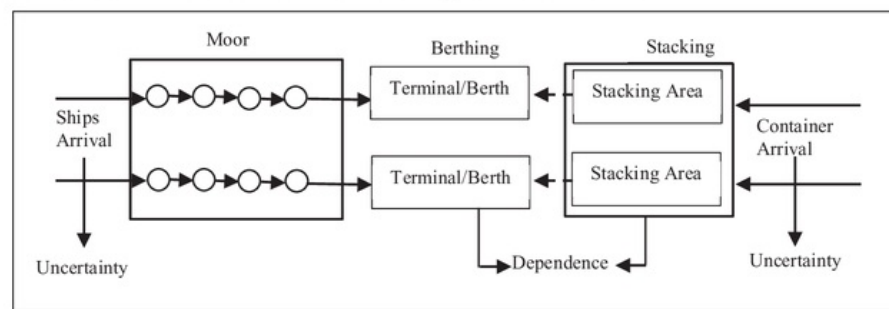 Moor
Berthing
Stacking
Terminal/Berth
Stacking Area
Ships
Arrival
Container
Arrival
Terminal/Berth
Stacking Area
Uncertainty
Dependence
Uncertainty